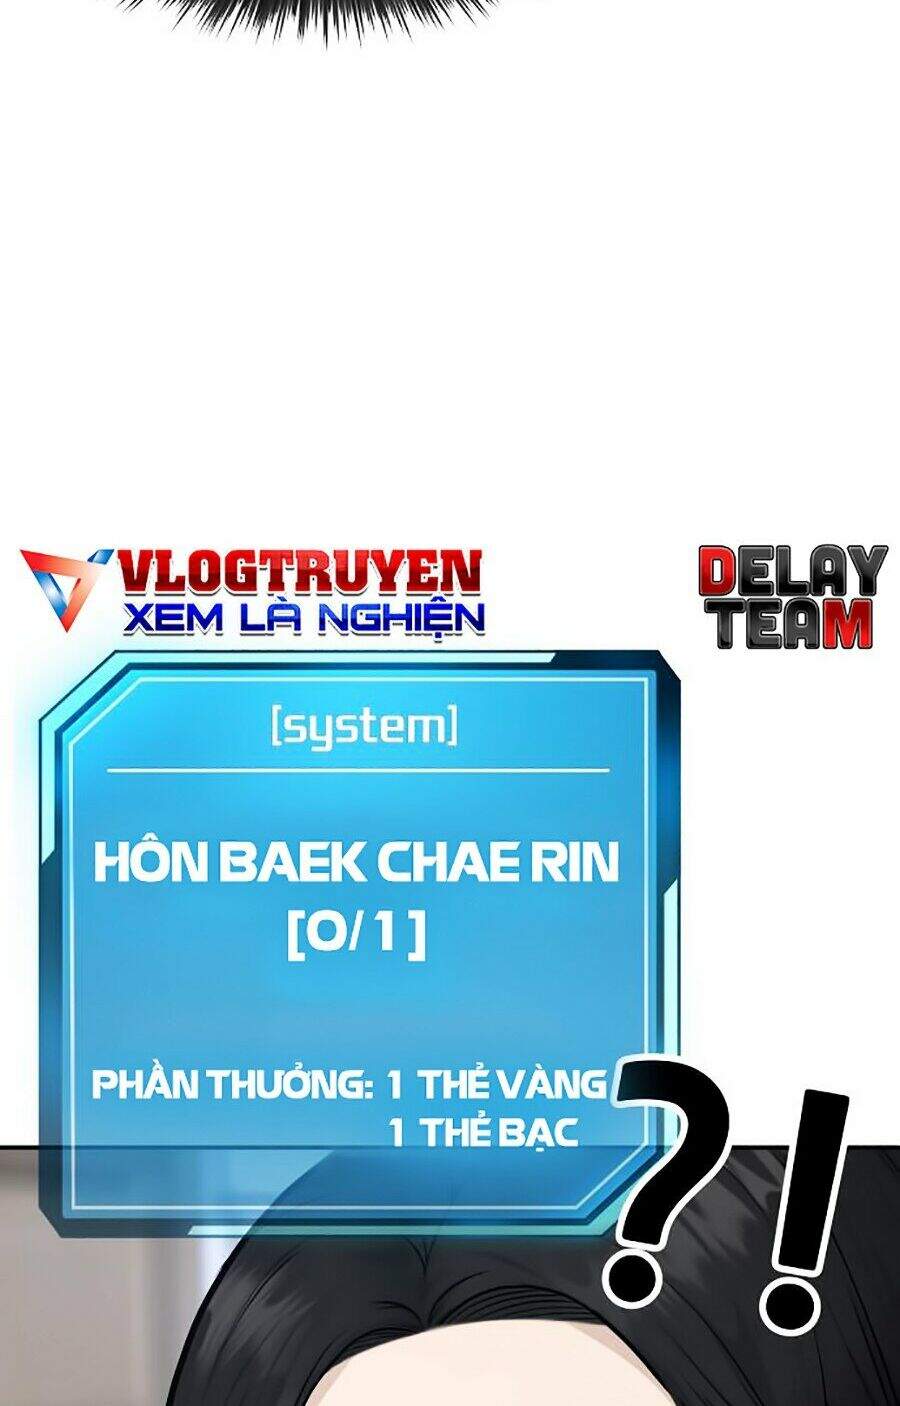 VLOGTRUYEN
XEM LÀ NGHIỆN
DELAY
TEAM
[system]
HÔN BAEK CHAE RIN
[0/1]
PHẦN THƯỞNG: 1 THẺ VÀNG
1 THẺ BẠC
?!